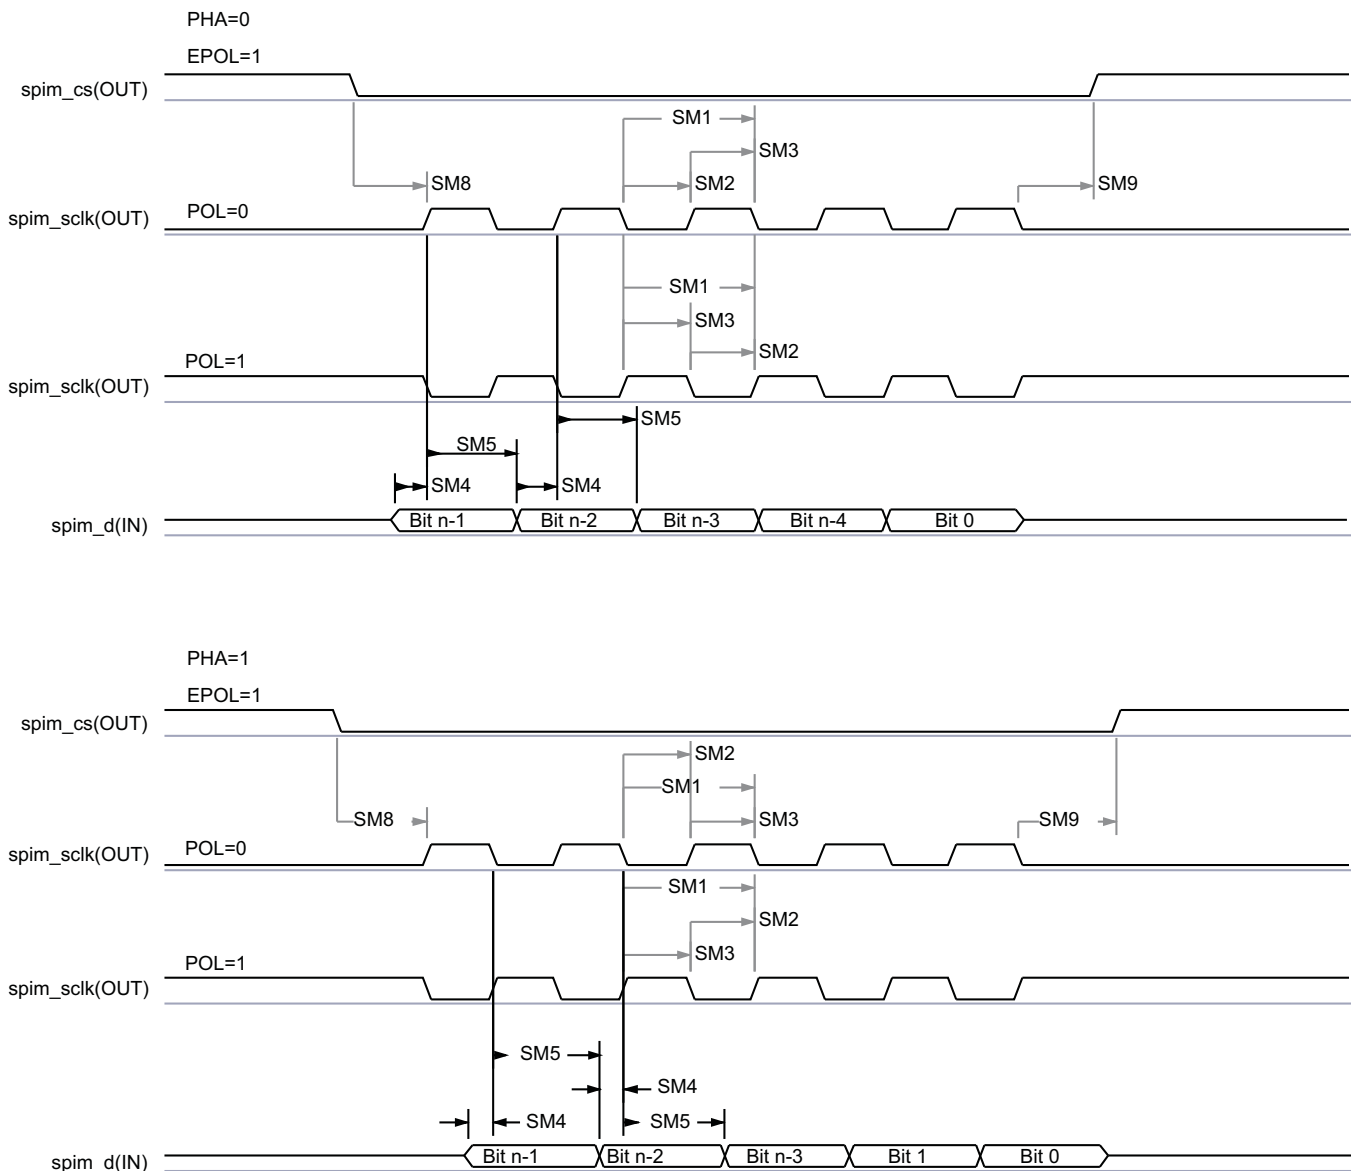 PHA=0
EPOL=1
spim_cs(OUT)
SM1
SM3
SM8
SM2
SM9
POL=0
spim_sclk(OUT)
SM1
SM3
SM2
POL=1
spim_sclk(OUT)
SM5
SM5
SM4
SM4
spim_d(IN)
Bit n-1
Bit n-2
Bit n-3
Bit n-4
Bit 0
PHA=1
EPOL=1
spim_cs(OUT)
SM2
SM1
SM8
SM3
SM9
POL=0
spim_sclk(OUT)
SM1
SM2
SM3
POL=1
spim_sclk(OUT)
SM5
SM4
SM4
SM5
spim_d(IN)
Bit n-1
Bit n-2
Bit n-3
Bit 1
Bit 0